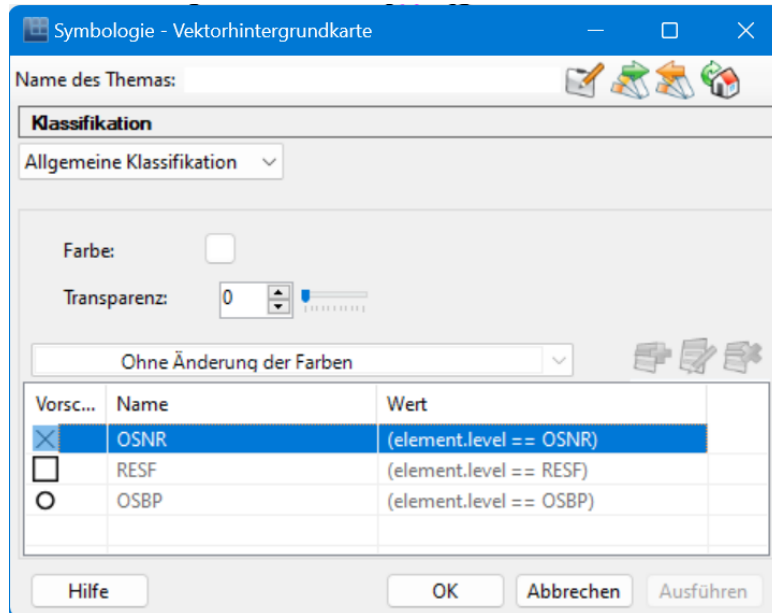 Symbologie - Vektorhintergrundkarte
Name des Themas:
Klassifikation
Allgemeine Klassifikation
Farbe:
Transparenz: 0
Ohne Änderung der Farben
Vorsc... Name Wert
OSNR (element.level == OSNR)
RESF (element.level == RESF)
OSBP (element.level == OSBP)
Hilfe OK Abbrechen Ausführen